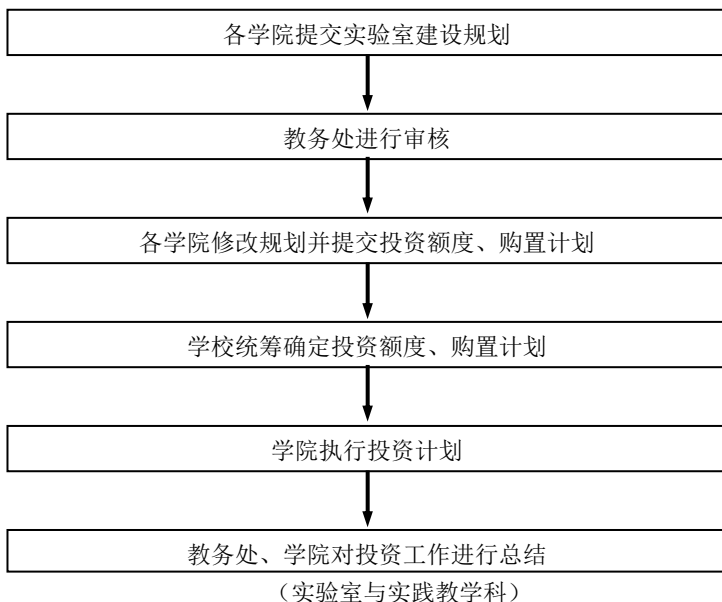 各学院提交实验室建设规划
教务处进行审核
各学院修改规划并提交投资额度、购置计划
学校统筹确定投资额度、购置计划
学院执行投资计划
教务处、学院对投资工作进行总结
（实验室与实践教学科）